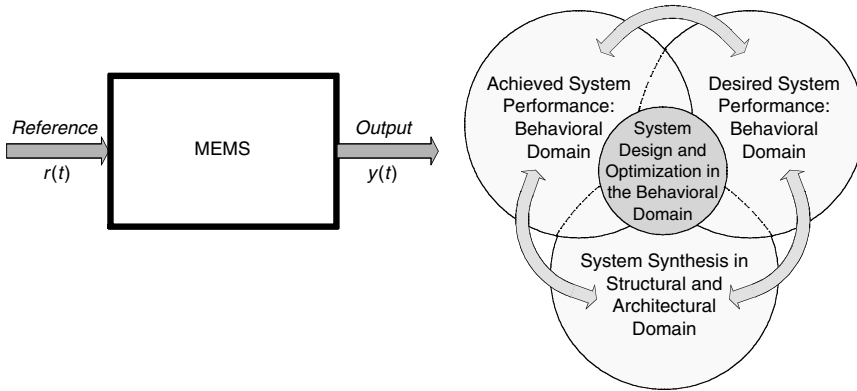 Reference
r(t)
MEMS
Output
y(t)
Achieved System
Performance:
Behavioral
Domain
Desired System
Performance:
Behavioral
Domain
System
Design and
Optimization in
the Behavioral
Domain
System Synthesis in
Structural and
Architectural
Domain